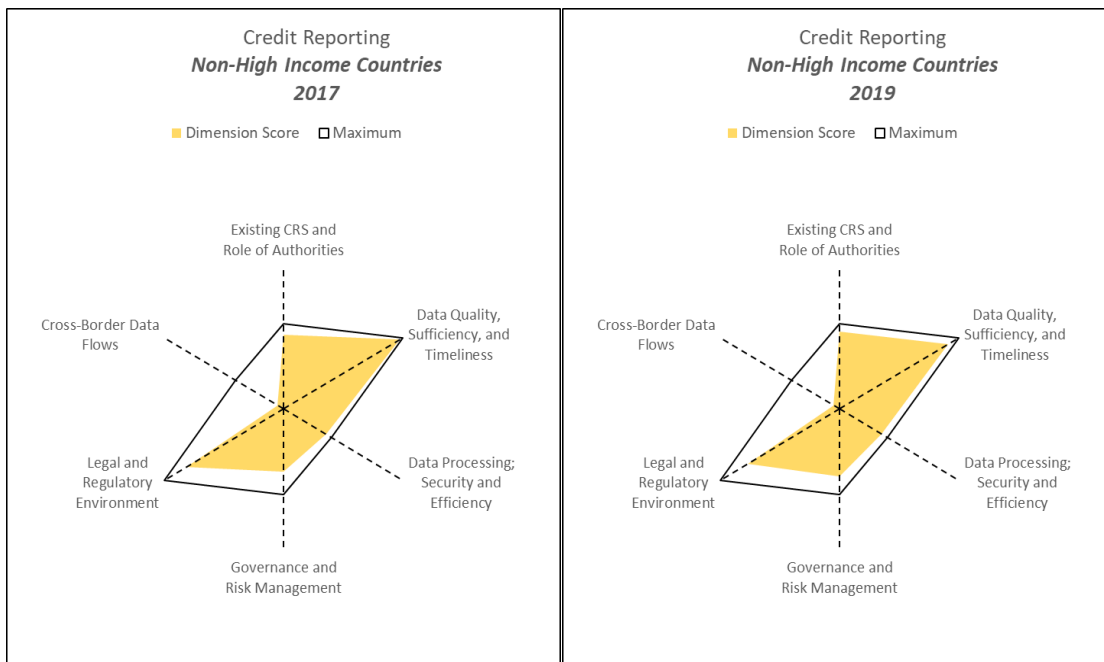 Credit Reporting
Non-High Income Countries
2017
Dimension Score
Maximum
Existing CRS and
Role of Authorities
Cross-Border Data
Flows
Data Quality,
Sufficiency, and
Timeliness
Legal and
Regulatory
Environment
Data Processing;
Security and
Efficiency
Governance and
Risk Management
Credit Reporting
Non-High Income Countries
2019
Dimension Score
Maximum
Existing CRS and
Role of Authorities
Cross-Border Data
Flows
Data Quality,
Sufficiency, and
Timeliness
Legal and
Regulatory
Environment
Data Processing;
Security and
Efficiency
Governance and
Risk Management